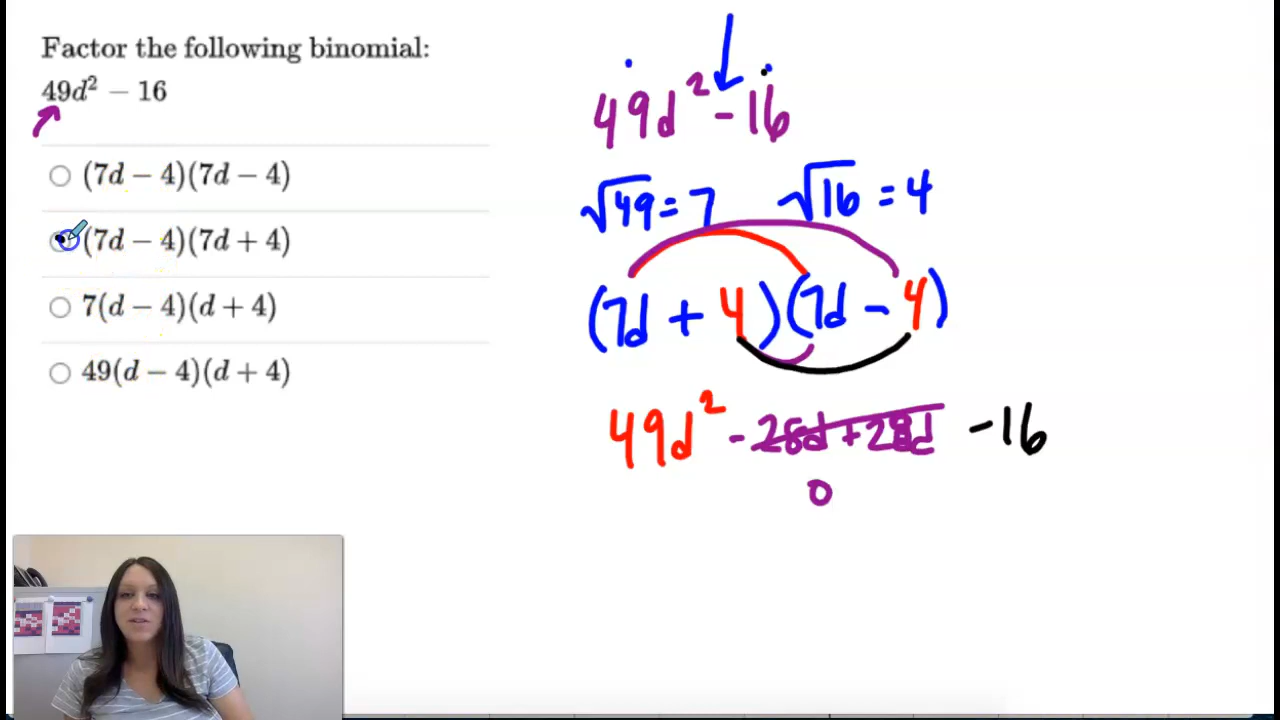 Factor the following binomial:
49d² − 16
(7d − 4)(7d − 4)
(7d − 4)(7d + 4)
7(d − 4)(d + 4)
49(d − 4)(d + 4)
49d² - 16
√49 = 7 √16 = 4
(7d + 4)(7d - 4)
49d² - 28d + 28d - 16
0